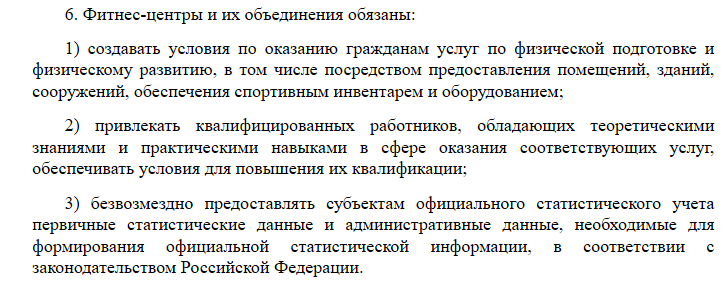 6. Фитнес-центры и их объединения обязаны:
1) создавать условия по оказанию гражданам услуг по физической подготовке и
физическому развитию, в том числе посредством предоставления помещений, зданий,
сооружений, обеспечения спортивным инвентарем и оборудованием;
2) привлекать квалифицированных работников, обладающих теоретическими
знаниями и практическими навыками в сфере оказания соответствующих услуг,
обеспечивать условия для повышения их квалификации;
3) безвозмездно предоставлять субъектам официального статистического учета
первичные статистические данные и административные данные, необходимые для
формирования официальной статистической информации, в соответствии с
законодательством Российской Федерации.